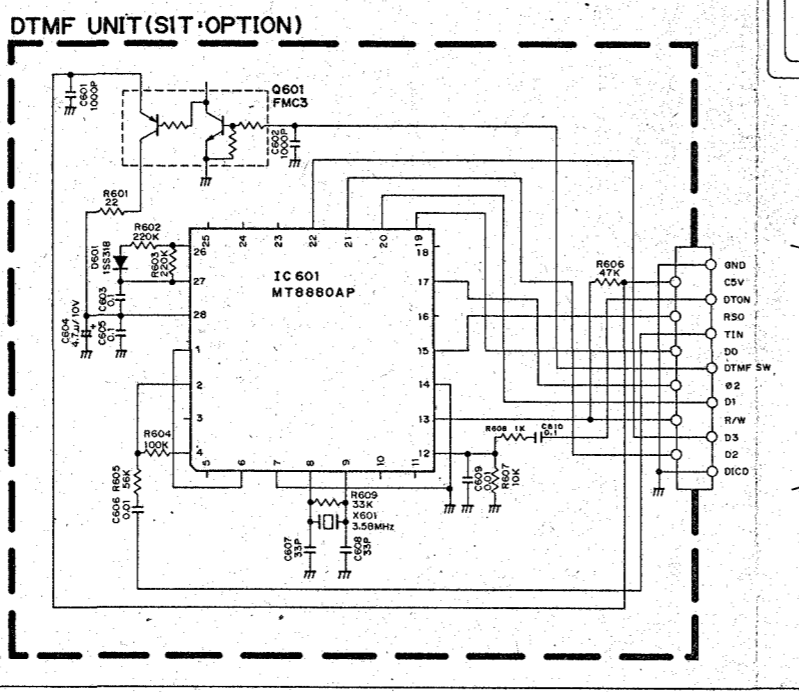 DTMF UNIT(SIT•OPTION)
C601
1000P
Q601
FMC3
C602
1000P
R601
22
R602
220K
D601
1SS318
R603
220K
C603
0.1
C604
4.7u/10V
C605
0.1
IC601
MT8880AP
25
24
23
22
21
20
19
26
27
28
1
2
3
4
5
6
7
8
9
10
11
12
13
14
15
16
17
18
R604
100K
R605
56K
C606
0.01
R609
33K
X601
3.58MHz
C607
33P
C608
33P
C609
0.01
R607
10K
R608 1K
C610
0.1
R606
47K
GND
C5V
DTON
RSO
TIN
D0
DTMF SW
Ø2
D1
R/W
D3
D2
DICD